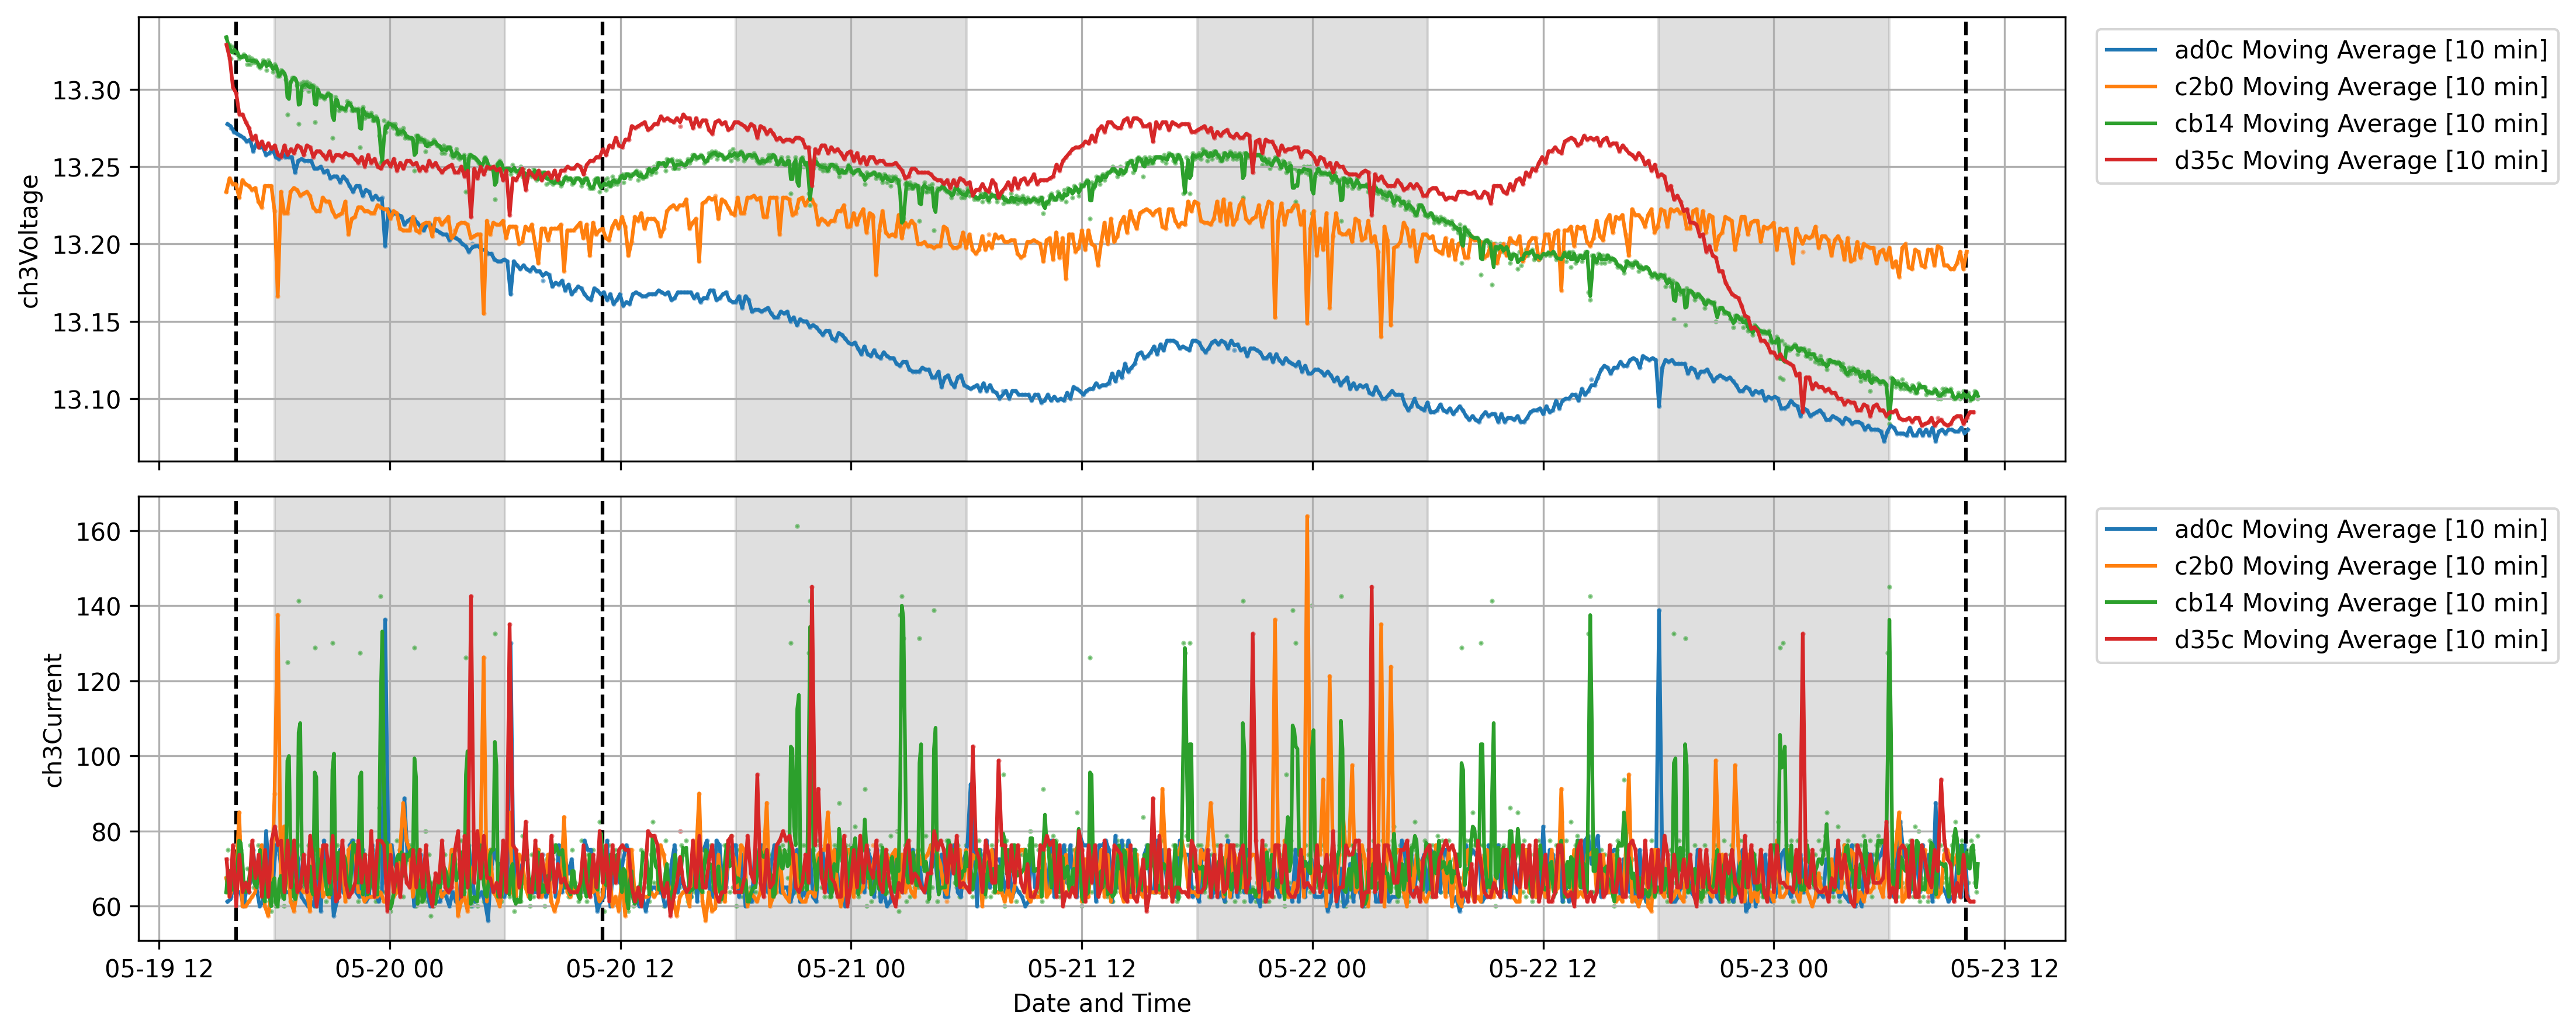 13.30
13.25
13.20
13.15
13.10
ch3Voltage
ad0c Moving Average [10 min]
c2b0 Moving Average [10 min]
cb14 Moving Average [10 min]
d35c Moving Average [10 min]
160
140
120
100
80
60
ch3Current
ad0c Moving Average [10 min]
c2b0 Moving Average [10 min]
cb14 Moving Average [10 min]
d35c Moving Average [10 min]
05-19 12
05-20 00
05-20 12
05-21 00
05-21 12
05-22 00
05-22 12
05-23 00
05-23 12
Date and Time